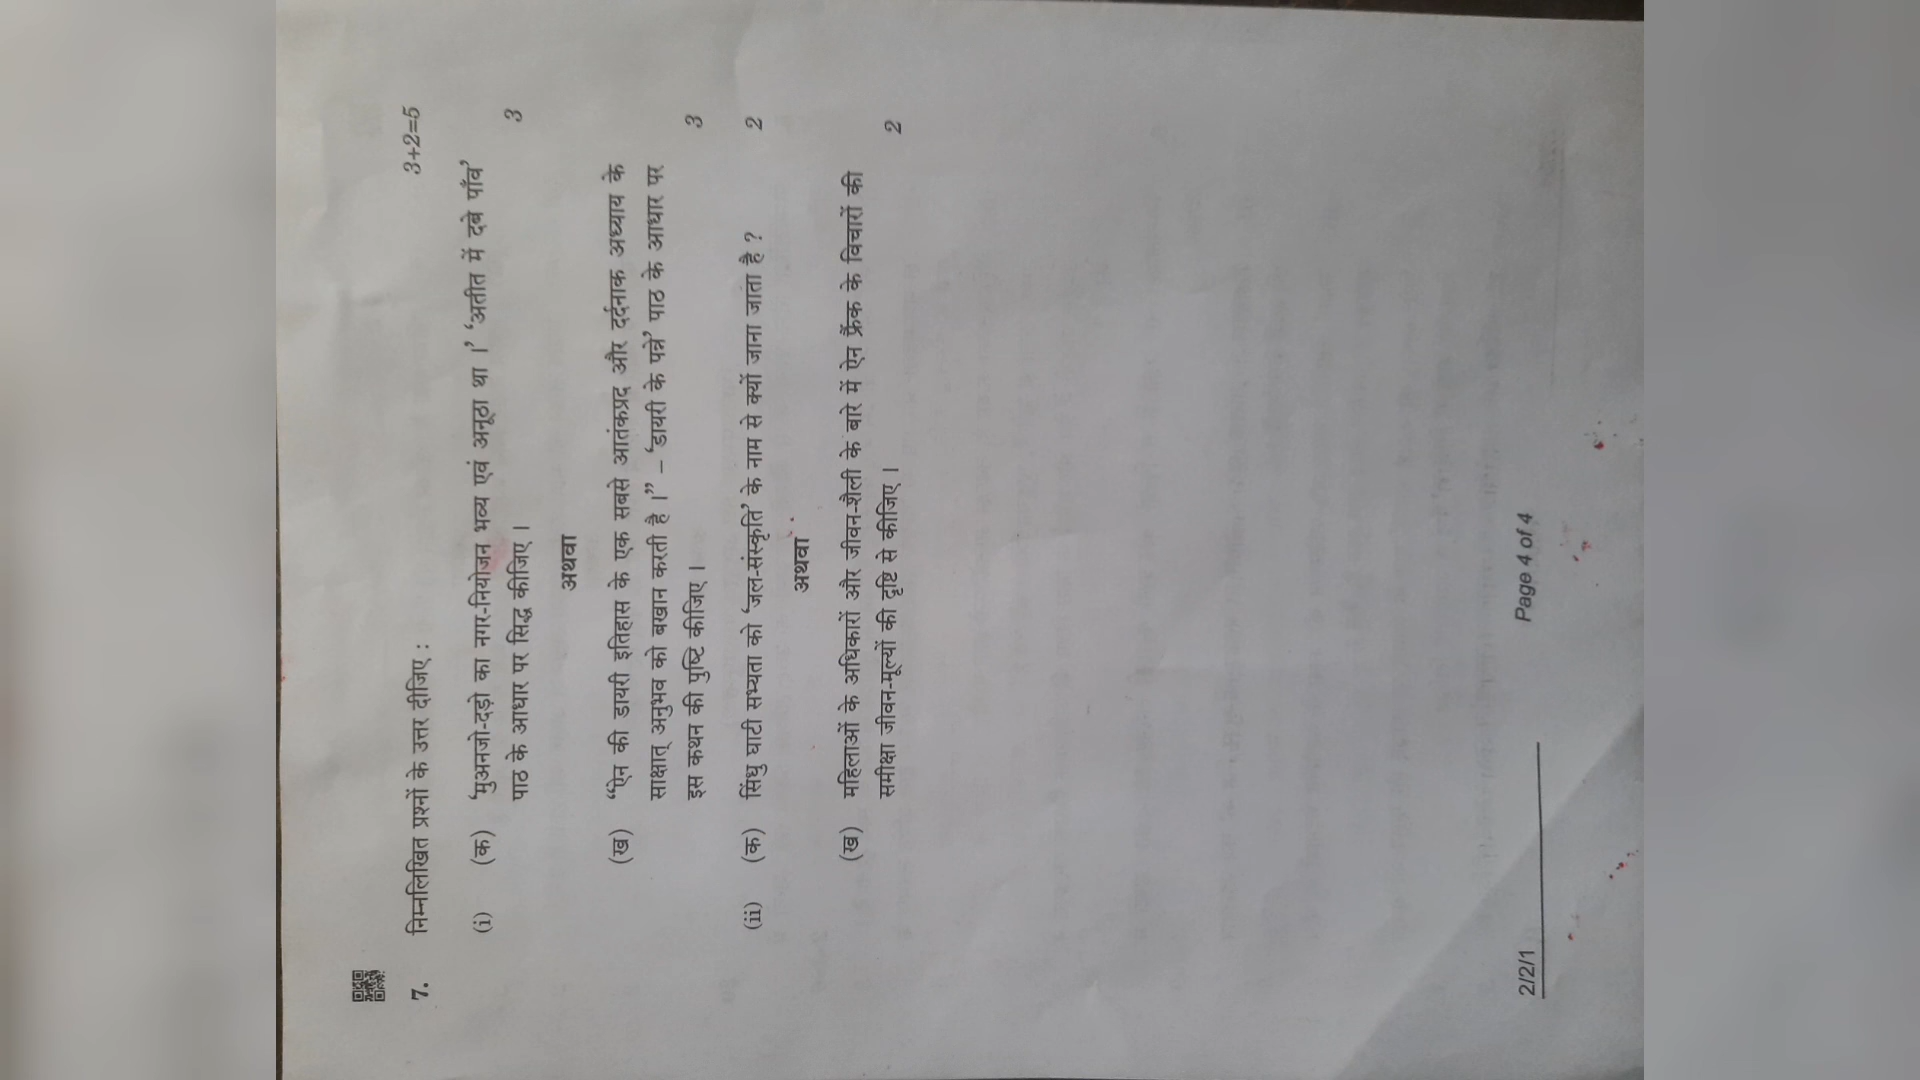 7. निम्नलिखित प्रश्नों के उत्तर दीजिए : 3+2=5
(i) (क) ‘मुअनजो-दड़ो का नगर-नियोजन भव्य एवं अनूठा था ।’ ‘अतीत में दबे पाँव’
पाठ के आधार पर सिद्ध कीजिए । 3
अथवा
(ख) “ऐन की डायरी इतिहास के एक सबसे आतंकप्रद और दर्दनाक अध्याय के
साक्षात् अनुभव को बखान करती है ।” – ‘डायरी के पन्ने’ पाठ के आधार पर
इस कथन की पुष्टि कीजिए । 3
(ii) (क) सिंधु घाटी सभ्यता को ‘जल-संस्कृति’ के नाम से क्यों जाना जाता है ? 2
अथवा
(ख) महिलाओं के अधिकारों और जीवन-शैली के बारे में ऐन फ्रैंक के विचारों की
समीक्षा जीवन-मूल्यों की दृष्टि से कीजिए । 2
2/2/1 Page 4 of 4